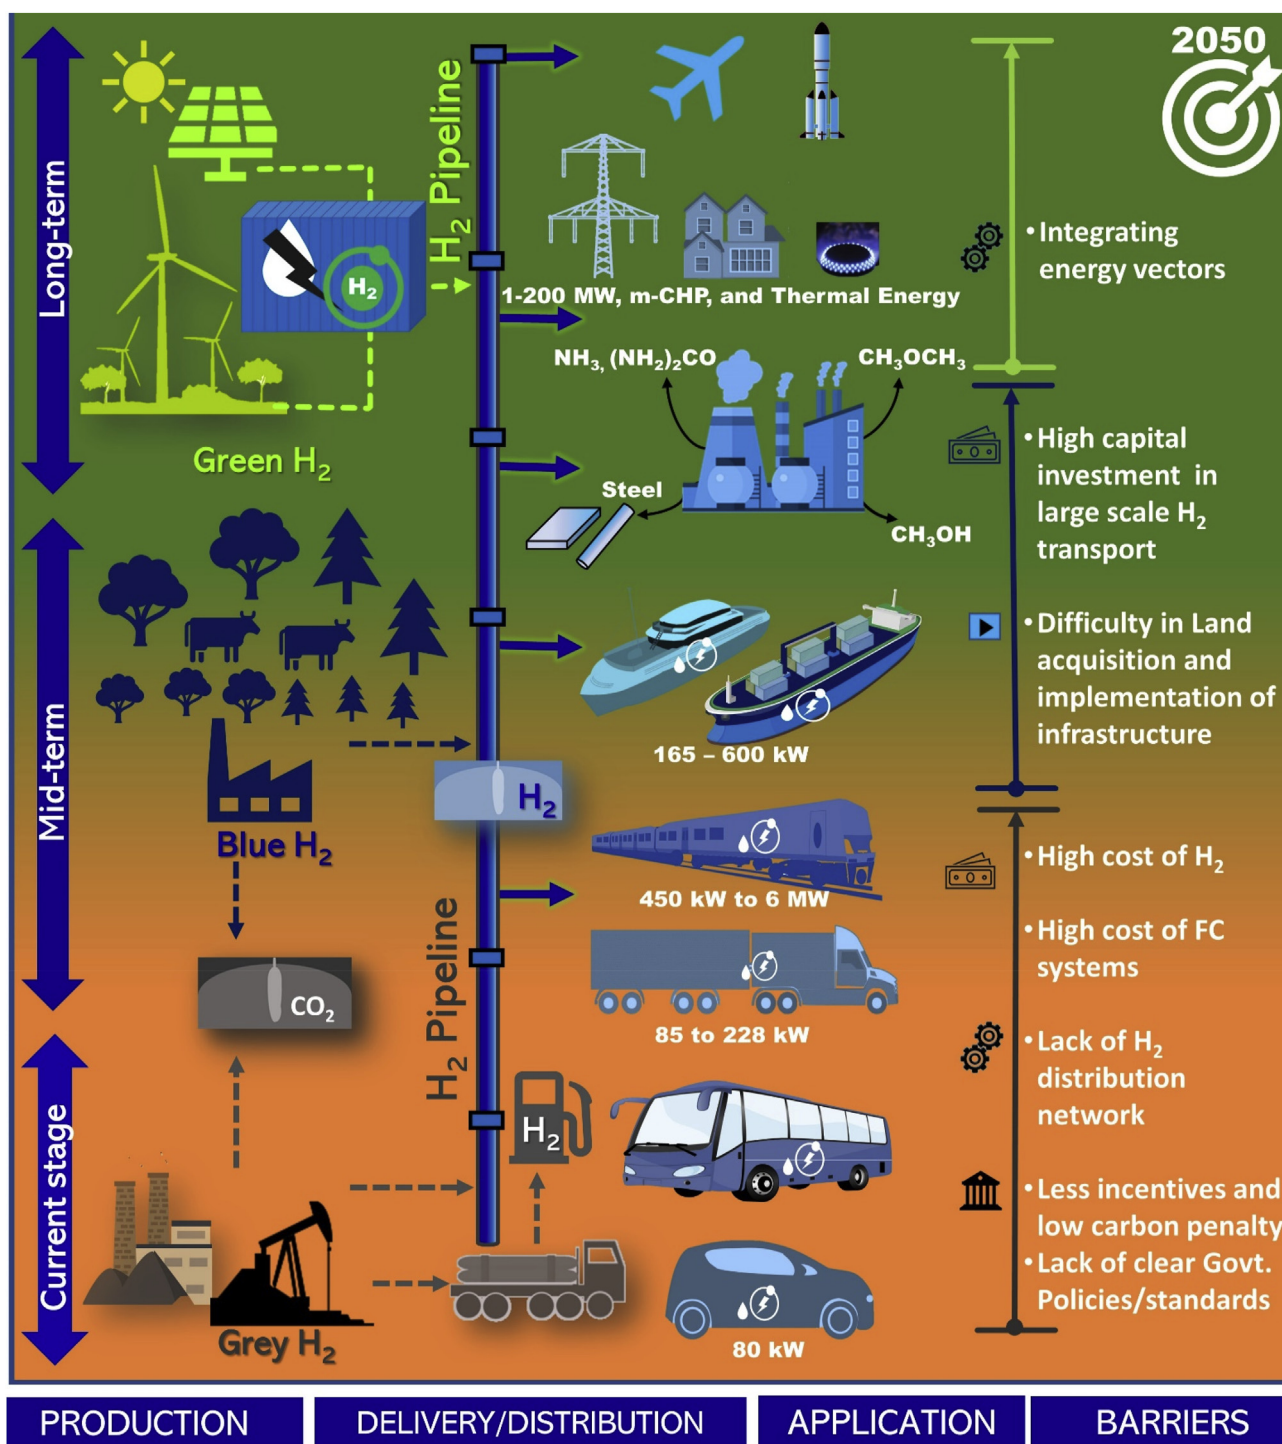 2050
Long-term
H₂ Pipeline
H₂
Green H₂
1-200 MW, m-CHP, and Thermal Energy
NH₃, (NH₂)₂CO
CH₃OCH₃
Steel
CH₃OH
• Integrating
energy vectors
• High capital
investment in
large scale H₂
transport
Mid-term
Blue H₂
H₂
CO₂
165 – 600 kW
• Difficulty in Land
acquisition and
implementation of
infrastructure
450 kW to 6 MW
H₂ Pipeline
85 to 228 kW
• High cost of H₂
• High cost of FC
systems
• Lack of H₂
distribution
network
Current stage
Grey H₂
H₂
80 kW
• Less incentives and
low carbon penalty
• Lack of clear Govt.
Policies/standards
PRODUCTION
DELIVERY/DISTRIBUTION
APPLICATION
BARRIERS